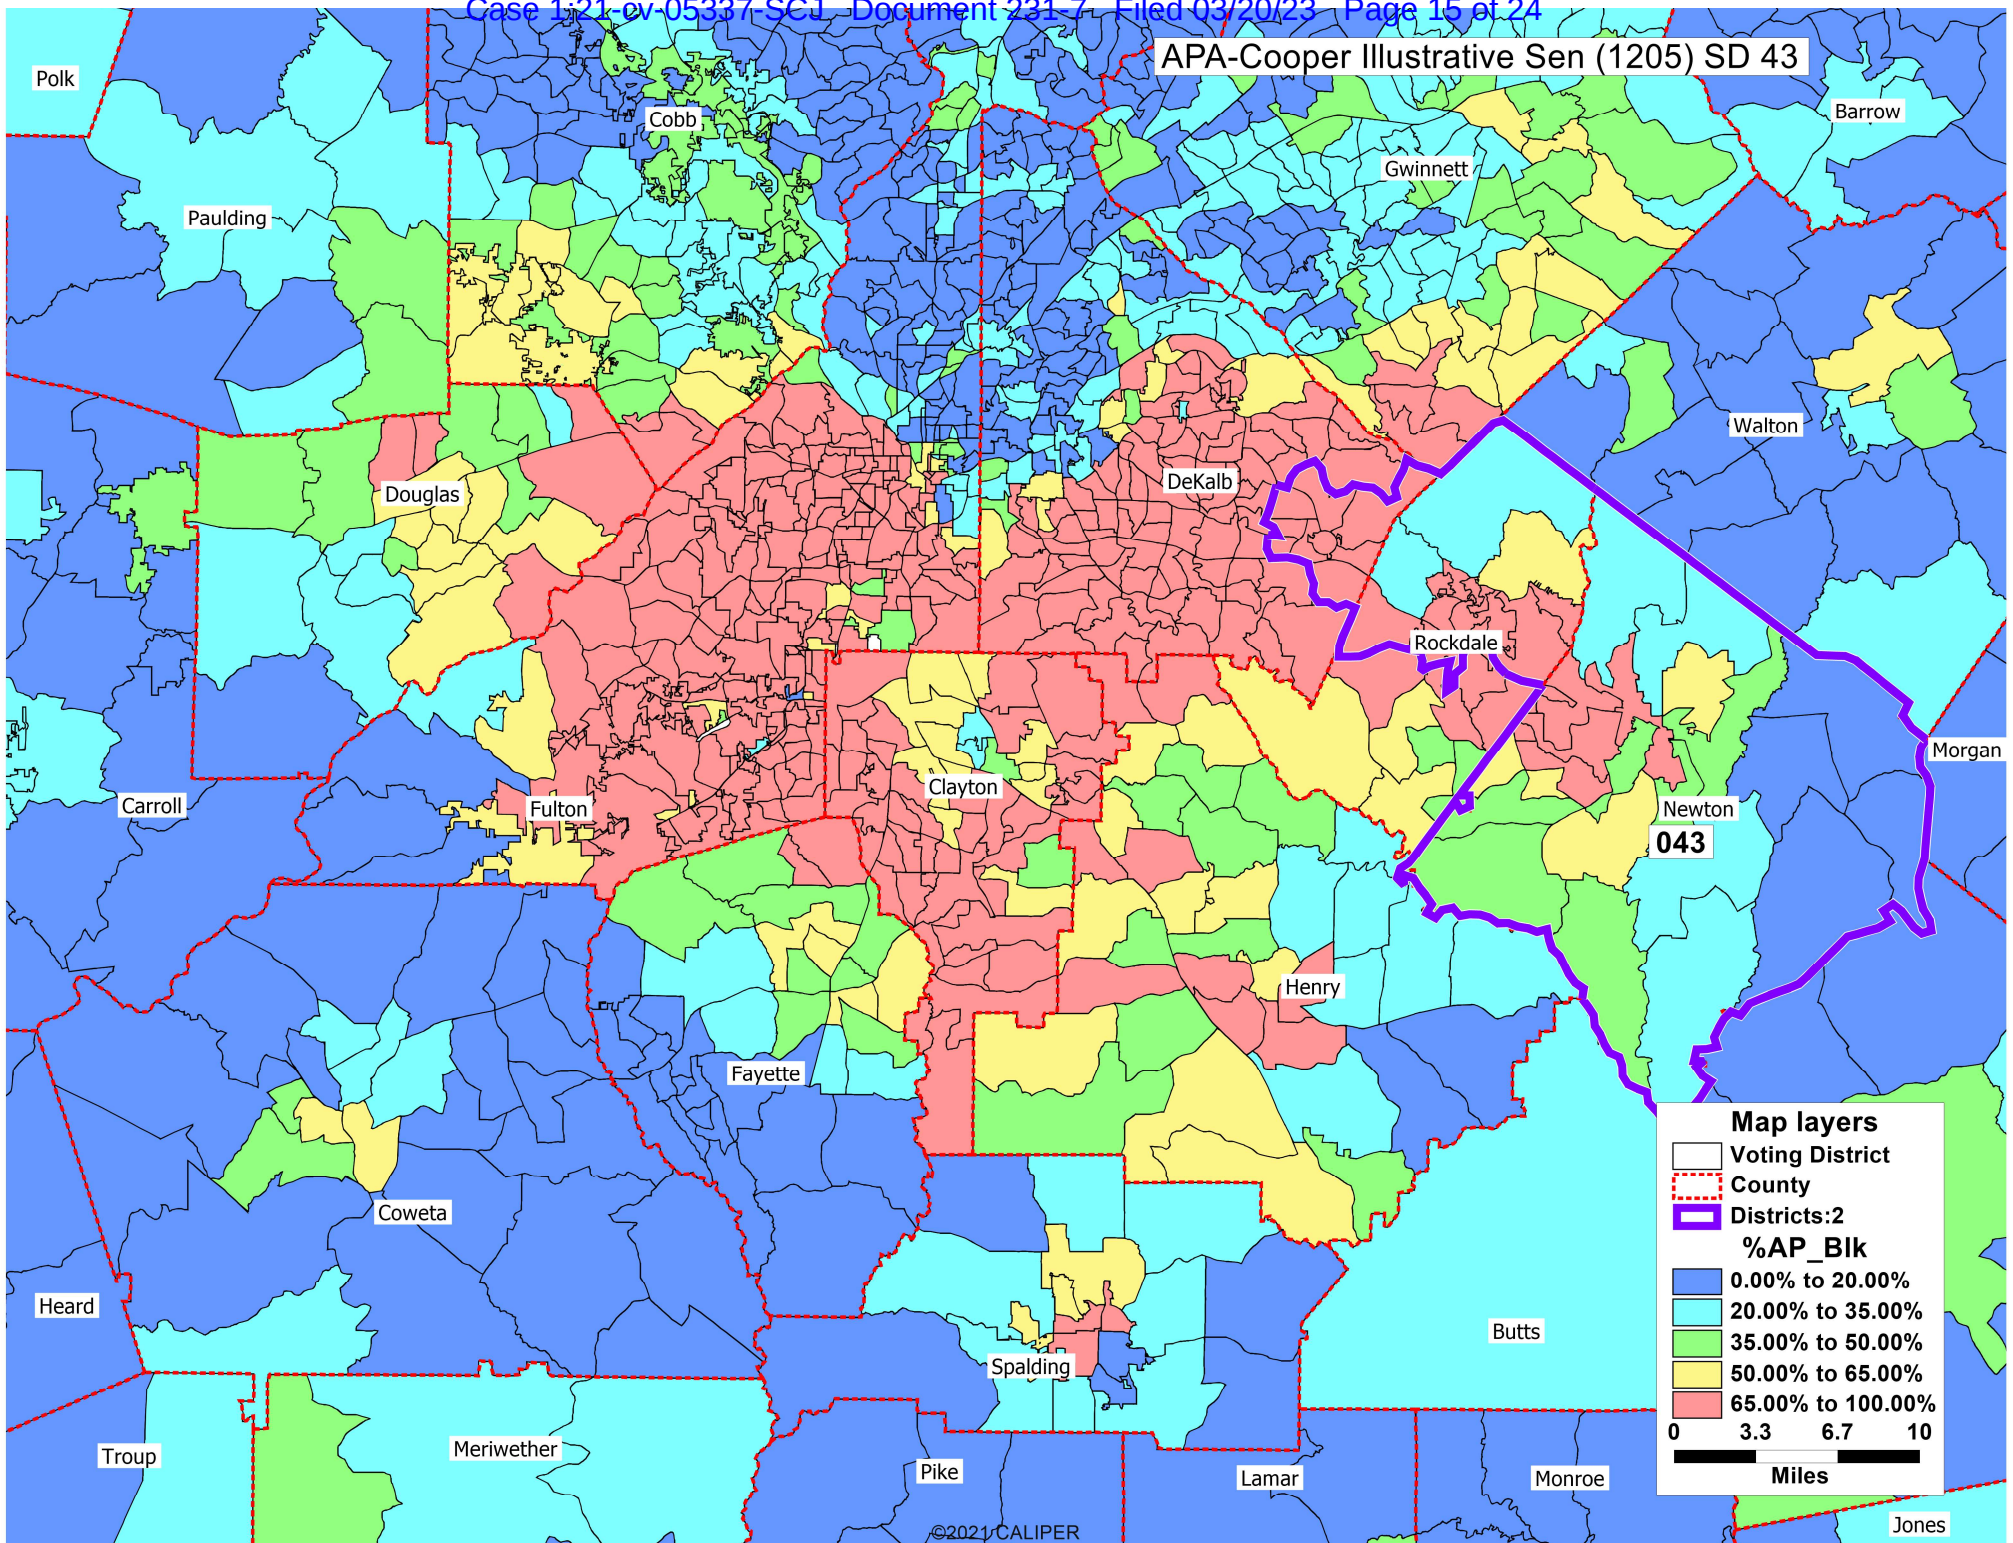 Case 1:21-cv-05337-SCJ Document 231-7 Filed 03/20/23 Page 15 of 24
APA-Cooper Illustrative Sen (1205) SD 43
Polk
Barrow
Cobb
Gwinnett
Paulding
Walton
DeKalb
Douglas
Rockdale
Morgan
Clayton
Carroll
Fulton
Newton
043
Henry
Fayette
Coweta
Heard
Butts
Spalding
Troup
Meriwether
Pike
Lamar
Monroe
Jones
Map layers
Voting District
County
Districts:2
%AP_Blk
0.00% to 20.00%
20.00% to 35.00%
35.00% to 50.00%
50.00% to 65.00%
65.00% to 100.00%
0 3.3 6.7 10
Miles
©2021 CALIPER